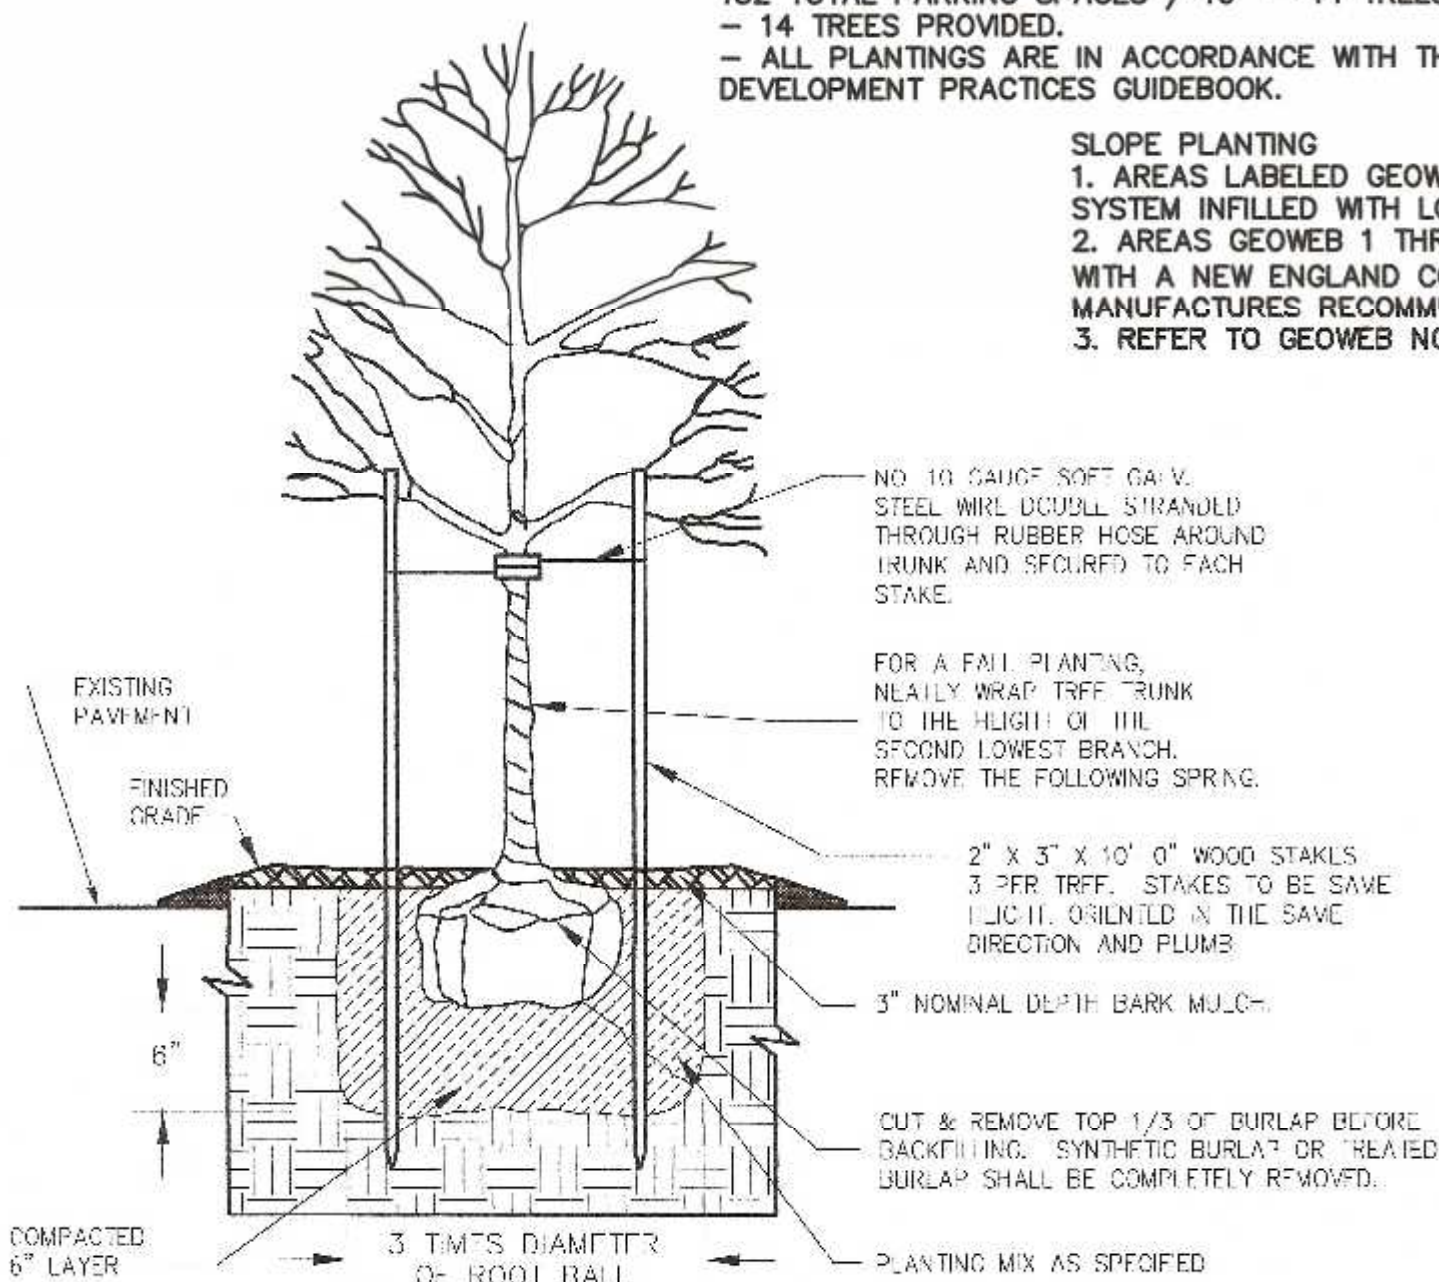 – 14 TREES PROVIDED.
– ALL PLANTINGS ARE IN ACCORDANCE WITH
DEVELOPMENT PRACTICES GUIDEBOOK.
SLOPE PLANTING
1. AREAS LABELED
SYSTEM INFILLED WITH
2. AREAS GEOWEB 1
WITH A NEW ENGLAND
MANUFACTURES
3. REFER TO GEOWEB
NO 10 GAUGE SOFT GALV.
STEEL WIRE DOUBLE STRANDED
THROUGH RUBBER HOSE AROUND
TRUNK AND SECURED TO EACH
STAKE.
FOR A FALL PLANTING,
NEATLY WRAP TREE TRUNK
TO THE HEIGHT OF THE
SECOND LOWEST BRANCH.
REMOVE THE FOLLOWING SPRING.
EXISTING
PAVEMENT
FINISHED
GRADE
2" X 3" X 10' 0" WOOD STAKES
3 PER TREE. STAKES TO BE SAME
HEIGHT. ORIENTED IN THE SAME
DIRECTION AND PLUMB
3" NOMINAL DEPTH BARK MULCH.
6"
CUT & REMOVE TOP 1/3 OF BURLAP BEFORE
BACKFILLING. SYNTHETIC BURLAP OR TREATED
BURLAP SHALL BE COMPLETELY REMOVED.
COMPACTED
6" LAYER
3 TIMES DIAMETER
OF ROOT BALL
PLANTING MIX AS SPECIFIED